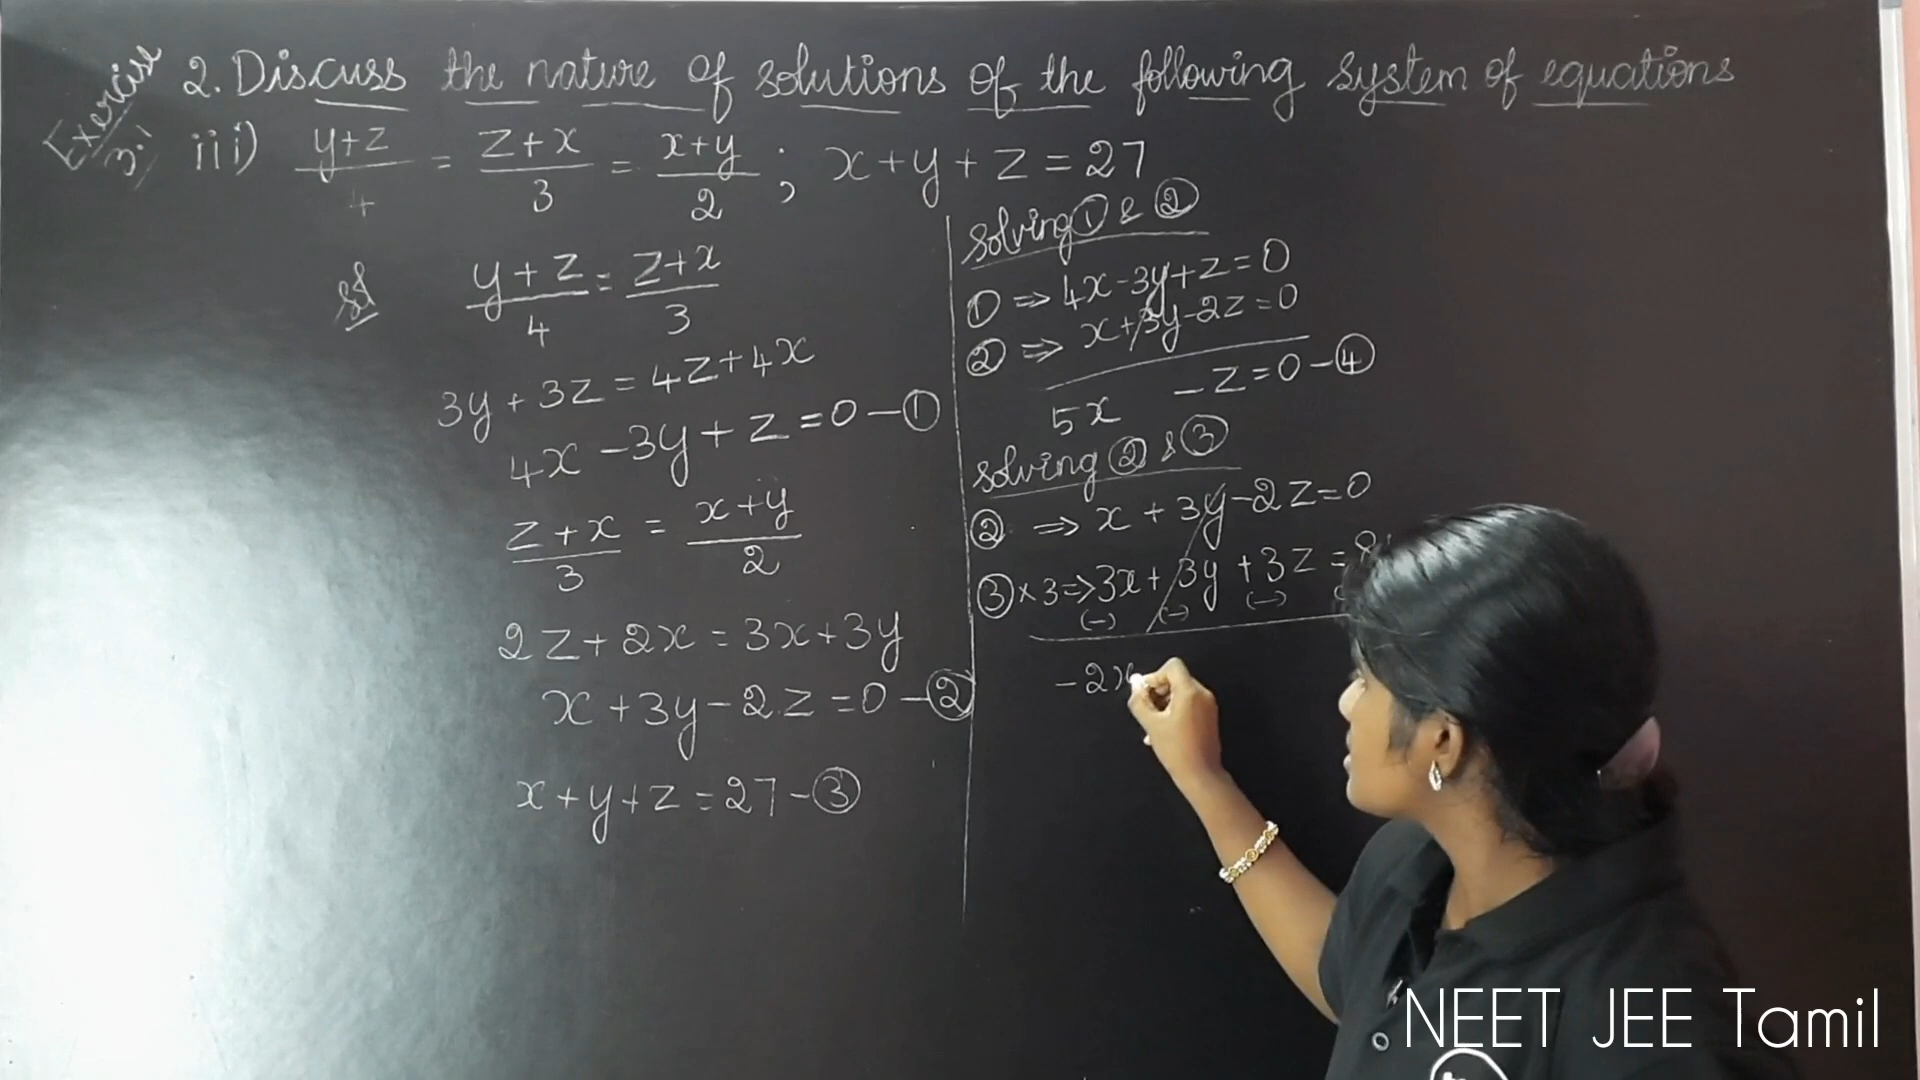 Exercise 3.1
2. Discuss the nature of solutions of the following system of equations
iii) y+z/4 = z+x/3 = x+y/2 ; x+y+z=27
sol
y+z/4 = z+x/3
3y+3z=4z+4x
4x-3y+z=0-①
z+x/3 = x+y/2
2z+2x=3x+3y
x+3y-2z=0-②
x+y+z=27-③
solving ① & ②
① ⇒ 4x-3y+z=0
② ⇒ x+3y-2z=0
5x -z=0-④
solving ② & ③
② ⇒ x+3y-2z=0
③×3⇒3x+3y+3z=
(-) (-) (-)
-2x
NEET JEE Tamil